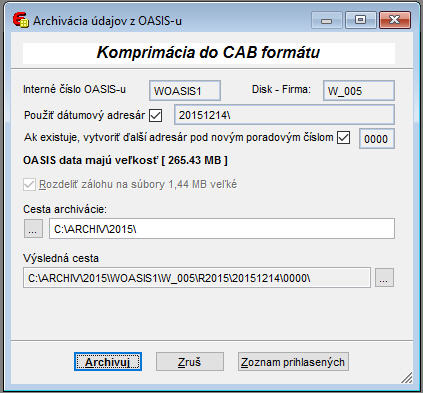 Archivácia údajov z OASIS-u
Komprimácia do CAB formátu
Interné číslo OASIS-u WOASIS1 Disk - Firma: W_005
Použiť dátumový adresár 20151214\
Ak existuje, vytvoriť ďalší adresár pod novým poradovým číslom 0000
OASIS data majú veľkosť [ 265.43 MB ]
Rozdeliť zálohu na súbory 1,44 MB veľké
Cesta archivácie:
... C:\ARCHIV\2015\
Výsledná cesta
C:\ARCHIV\2015\WOASIS1\W_005\R2015\20151214\0000\ ...
Archivuj Zruš Zoznam prihlasených